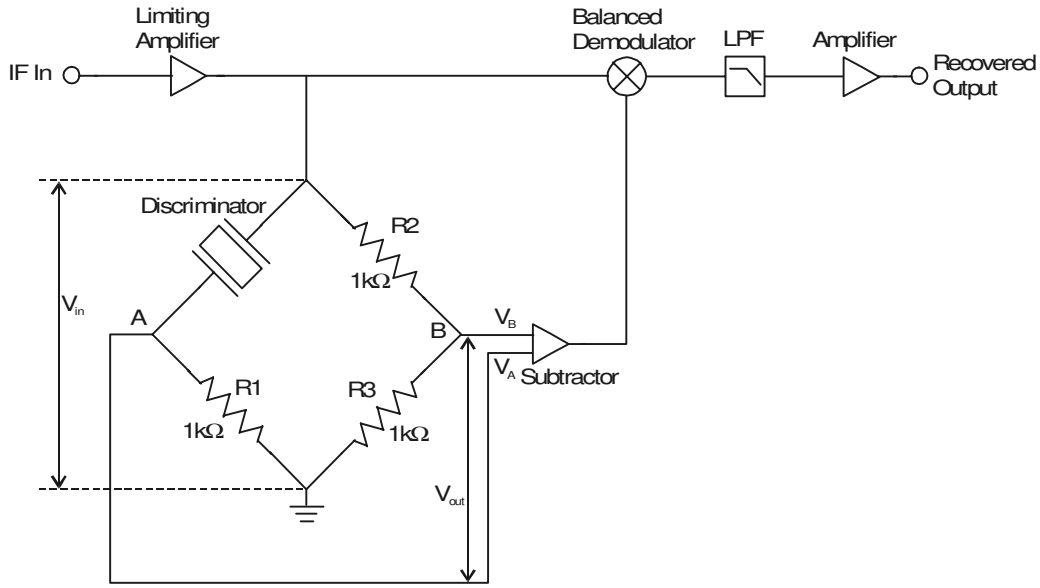 Limiting
Amplifier
Balanced
Demodulator
LPF
Amplifier
IF In
Recovered
Output
Discriminator
R2
1kΩ
Vin
A
B
VB
VA
Subtractor
R1
1kΩ
R3
1kΩ
Vout